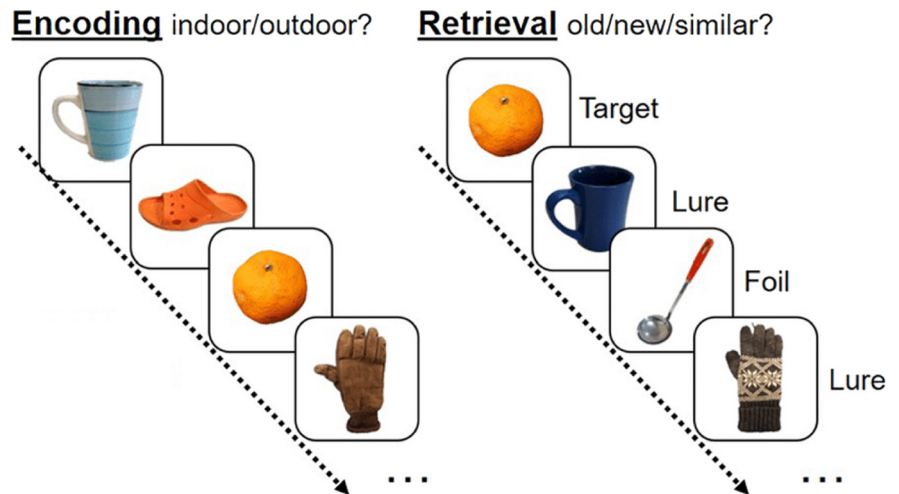 Encoding indoor/outdoor?
Retrieval old/new/similar?
Target
Lure
Foil
Lure
...
...